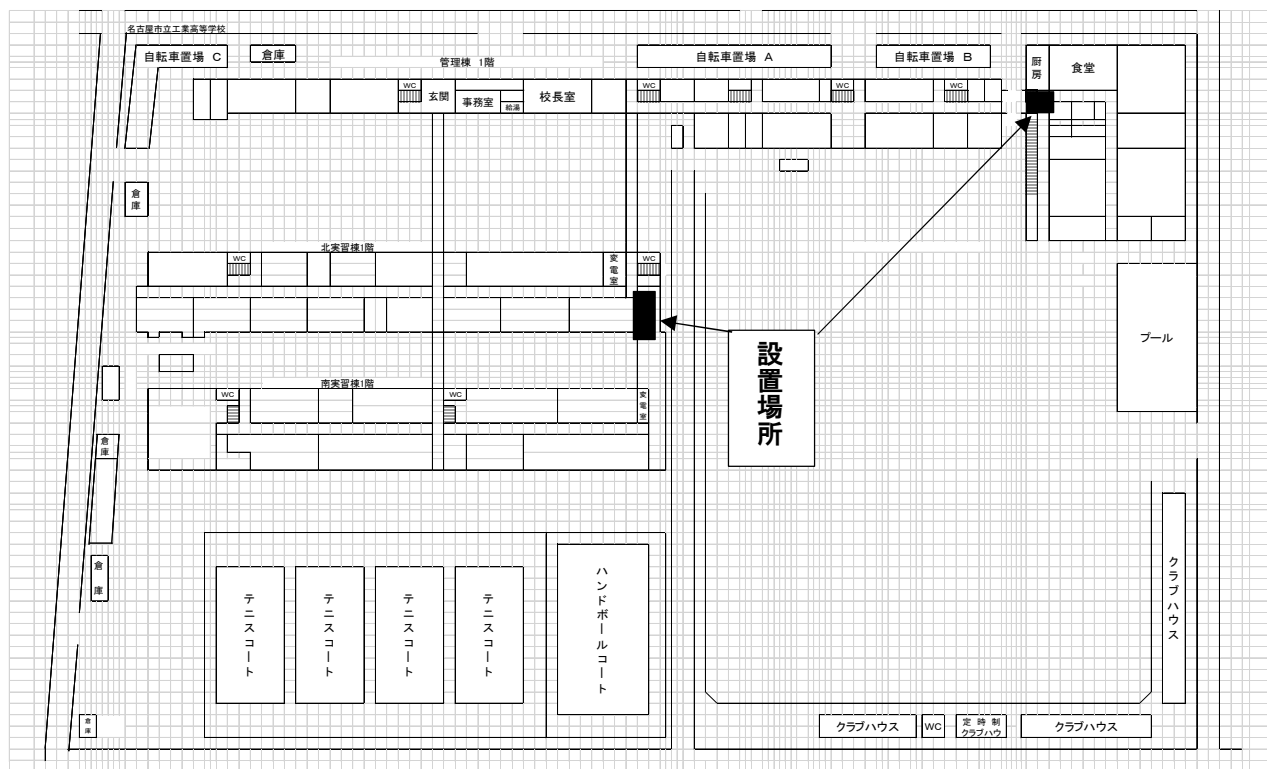 名古屋市立工業高等学校
自転車置場 C
倉庫
管理棟 1階
自転車置場 A
自転車置場 B
厨房
食堂
WC
玄関
事務室
給湯
校長室
WC
WC
WC
倉庫
北実習棟1階
WC
変電室
WC
設置場所
プール
南実習棟1階
WC
WC
変電室
倉庫
倉庫
テニスコート
テニスコート
テニスコート
テニスコート
ハンドボールコート
クラブハウス
倉庫
クラブハウス
WC
定時制
クラブハウ
クラブハウス